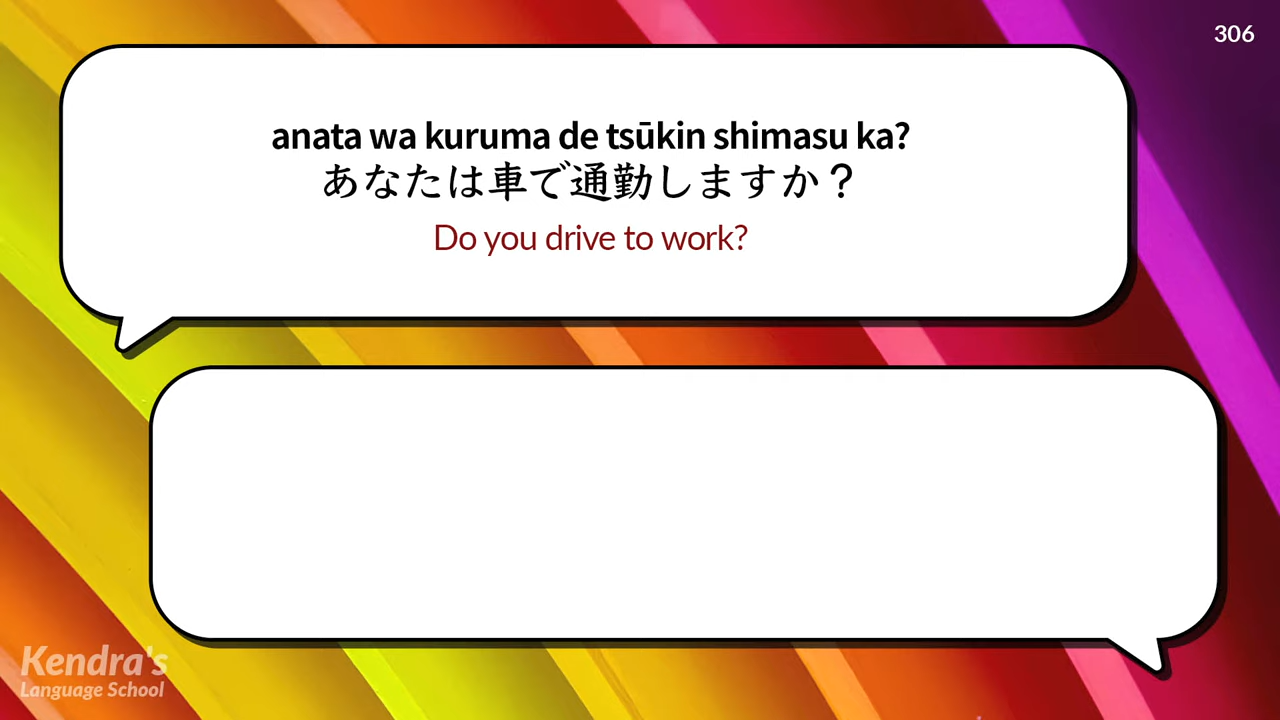 306
anata wa kuruma de tsūkin shimasu ka?
あなたは車で通勤しますか？
Do you drive to work?
Kendra's
Language School